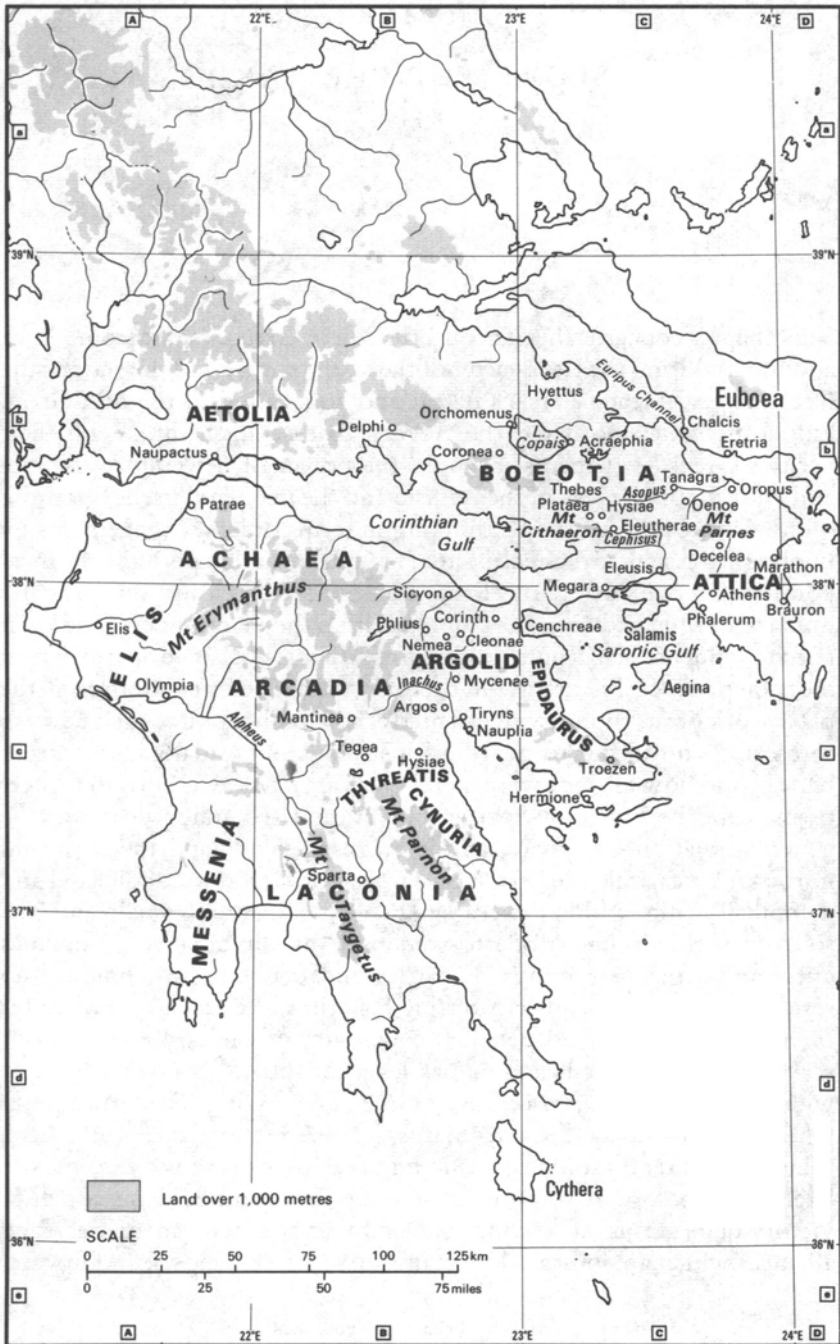 A 22°E B 23°E C 24°E D
a a
39°N 39°N
Euripus Channel
Hyettus
Euboea
AETOLIA
Orchomenus
b b
Delphi
L. Copais
Acraephia
Chalcis
Naupactus
Coronea
Eretria
BOEOTIA
Tanagra
Thebes
Asopus
Oropus
Patrae
Plataea
Hysiae
Oenoe
Corinthian Gulf
Mt Cithaeron
Eleutherae
Mt Parnes
Cephisus
ACHAEA
Decelea
Marathon
Eleusis
38°N 38°N
Sicyon
Megara
ATTICA
Athens
Mt Erymanthus
Brauron
Elis
Phlius
Corinth
Cenchreae
Phalerum
ELIS
Nemea
Cleonae
Salamis
Saronic Gulf
ARGOLID
EPIDAURUS
Olympia
ARCADIA
Inachus
Mycenae
Aegina
Argos
Alpheus
Mantinea
Tiryns
Nauplia
c c
Tegea
Hysiae
Troezen
THYREATIS
CYNURIA
Hermione
Mt Parnon
MESSENIA
Mt Taygetus
Sparta
LACONIA
37°N 37°N
d d
Cythera
Land over 1,000 metres
SCALE
0 25 50 75 100 125 km
36°N 36°N
0 25 50 75 miles
e e
A 22°E B 23°E C 24°E D